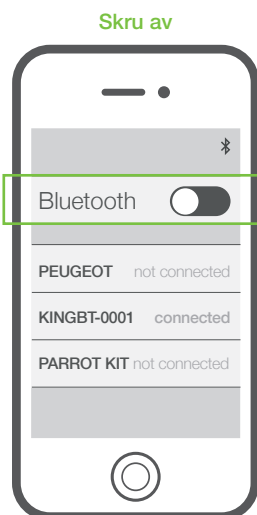 Skru av
Bluetooth
PEUGEOT not connected
KINGBT-0001 connected
PARROT KIT not connected